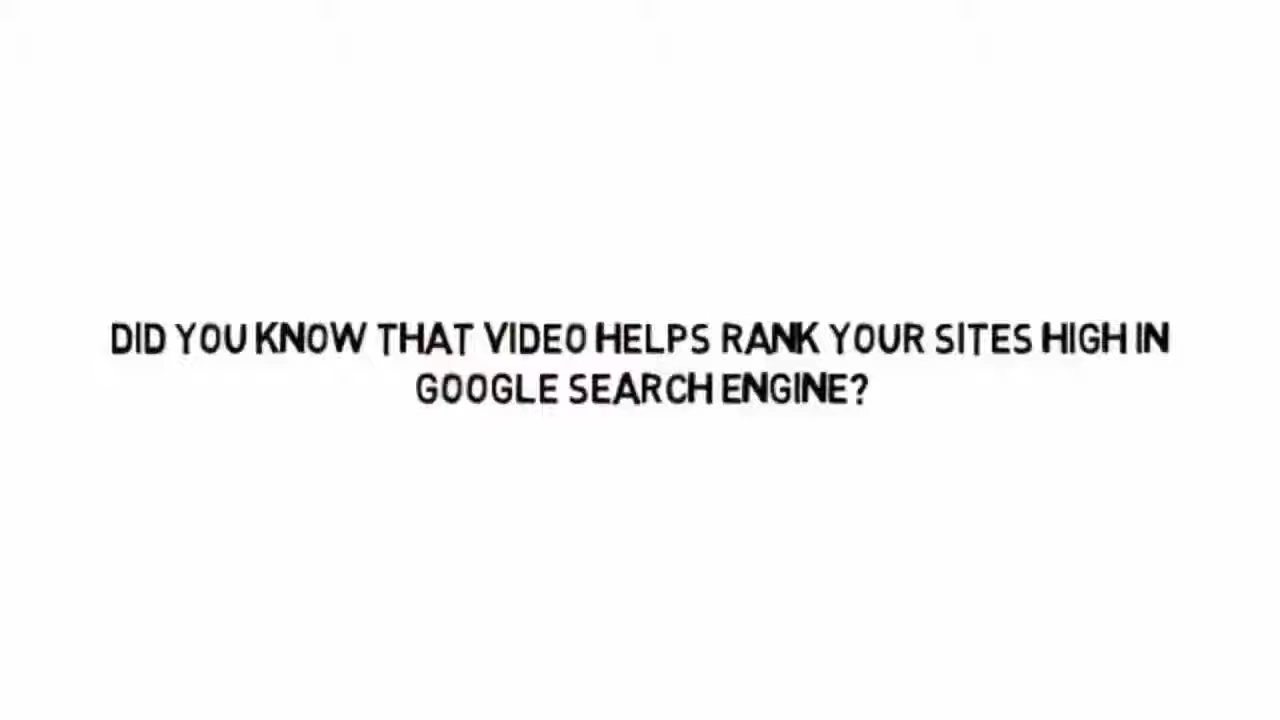 DID YOU KNOW THAT VIDEO HELPS RANK YOUR SITES HIGH IN
GOOGLE SEARCH ENGINE?